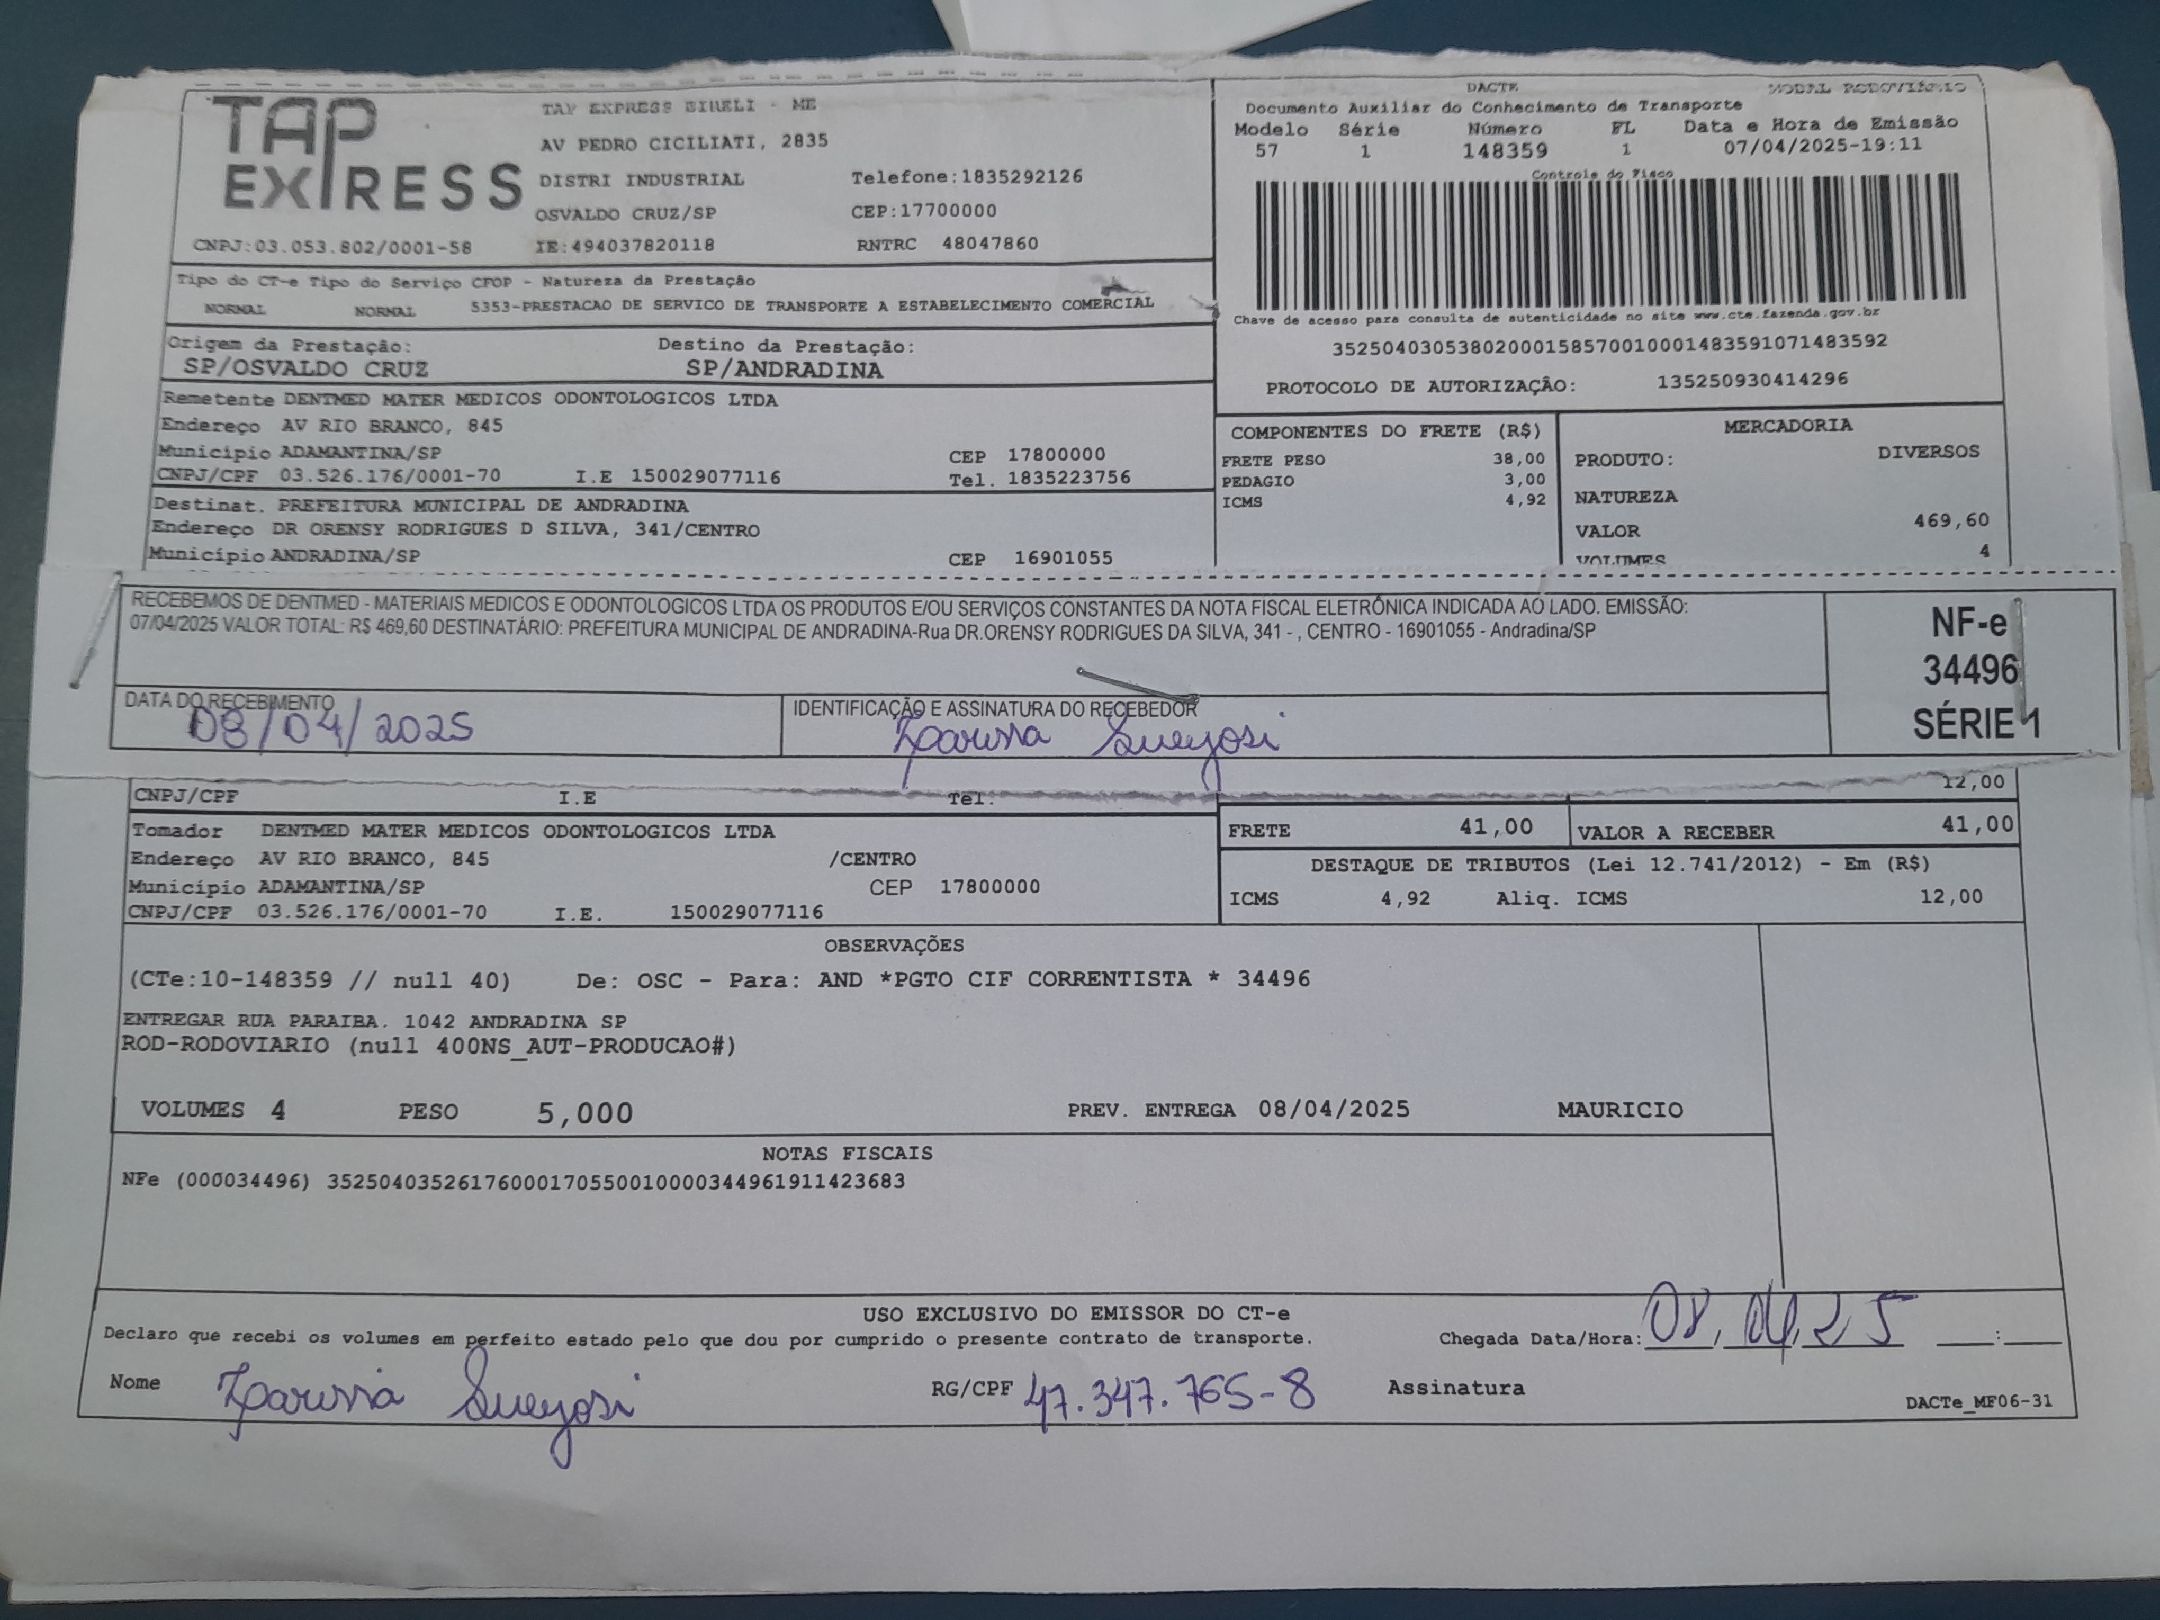 TAP EXPRESS
TAP EXPRESS EIRELI - ME
AV PEDRO CICILIATI, 2835
DISTRI INDUSTRIAL Telefone:1835292126
OSVALDO CRUZ/SP CEP:17700000
CNPJ:03.053.802/0001-58 IE:494037820118 RNTRC 48047860
DACTE MODAL RODOVIÁRIO
Documento Auxiliar do Conhecimento de Transporte
Modelo Série Número FL Data e Hora de Emissão
57 1 148359 1 07/04/2025-19:11
Controle do Fisco
Chave de acesso para consulta de autenticidade no site www.cte.fazenda.gov.br
35250403053802000158570010001483591071483592
PROTOCOLO DE AUTORIZAÇÃO: 135250930414296
Tipo do CT-e Tipo do Serviço CFOP - Natureza da Prestação
NORMAL NORMAL 5353-PRESTACAO DE SERVICO DE TRANSPORTE A ESTABELECIMENTO COMERCIAL
Origem da Prestação: Destino da Prestação:
SP/OSVALDO CRUZ SP/ANDRADINA
Remetente DENTMED MATER MEDICOS ODONTOLOGICOS LTDA
Endereço AV RIO BRANCO, 845
Município ADAMANTINA/SP CEP 17800000
CNPJ/CPF 03.526.176/0001-70 I.E 150029077116 Tel. 1835223756
Destinat. PREFEITURA MUNICIPAL DE ANDRADINA
Endereço DR ORENSY RODRIGUES D SILVA, 341/CENTRO
Município ANDRADINA/SP CEP 16901055
COMPONENTES DO FRETE (R$)
FRETE PESO 38,00
PEDAGIO 3,00
ICMS 4,92
MERCADORIA
PRODUTO: DIVERSOS
NATUREZA
VALOR 469,60
VOLUMES 4
RECEBEMOS DE DENTMED - MATERIAIS MEDICOS E ODONTOLOGICOS LTDA OS PRODUTOS E/OU SERVIÇOS CONSTANTES DA NOTA FISCAL ELETRÔNICA INDICADA AO LADO. EMISSÃO:
07/04/2025 VALOR TOTAL: R$ 469,60 DESTINATÁRIO: PREFEITURA MUNICIPAL DE ANDRADINA-Rua DR.ORENSY RODRIGUES DA SILVA, 341 - , CENTRO - 16901055 - Andradina/SP
NF-e
34496
SÉRIE 1
DATA DO RECEBIMENTO
08/04/2025
IDENTIFICAÇÃO E ASSINATURA DO RECEBEDOR
12,00
CNPJ/CPF I.E Tel.
Tomador DENTMED MATER MEDICOS ODONTOLOGICOS LTDA
Endereço AV RIO BRANCO, 845 /CENTRO
Município ADAMANTINA/SP CEP 17800000
CNPJ/CPF 03.526.176/0001-70 I.E. 150029077116
FRETE 41,00 VALOR A RECEBER 41,00
DESTAQUE DE TRIBUTOS (Lei 12.741/2012) - Em (R$)
ICMS 4,92 Aliq. ICMS 12,00
OBSERVAÇÕES
(CTe:10-148359 // null 40) De: OSC - Para: AND *PGTO CIF CORRENTISTA * 34496
ENTREGAR RUA PARAIBA. 1042 ANDRADINA SP
ROD-RODOVIARIO (null 400NS_AUT-PRODUCAO#)
VOLUMES 4 PESO 5,000 PREV. ENTREGA 08/04/2025 MAURICIO
NOTAS FISCAIS
NFe (000034496) 35250403526176000170550010000344961911423683
USO EXCLUSIVO DO EMISSOR DO CT-e
Declaro que recebi os volumes em perfeito estado pelo que dou por cumprido o presente contrato de transporte. Chegada Data/Hora: 08, 04, 25 __:__
Nome RG/CPF 47.347.765-8 Assinatura
DACTe_MF06-31